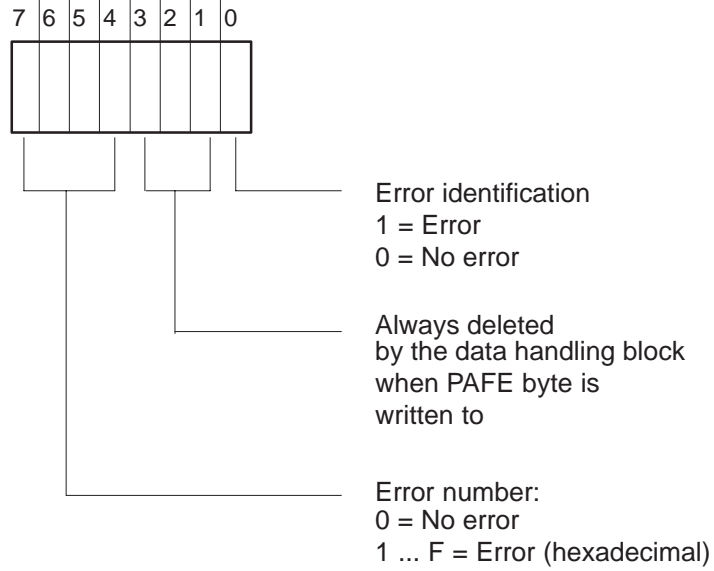 7 6 5 4 3 2 1 0
Error identification
1 = Error
0 = No error
Always deleted
by the data handling block
when PAFE byte is
written to
Error number:
0 = No error
1 ... F = Error (hexadecimal)